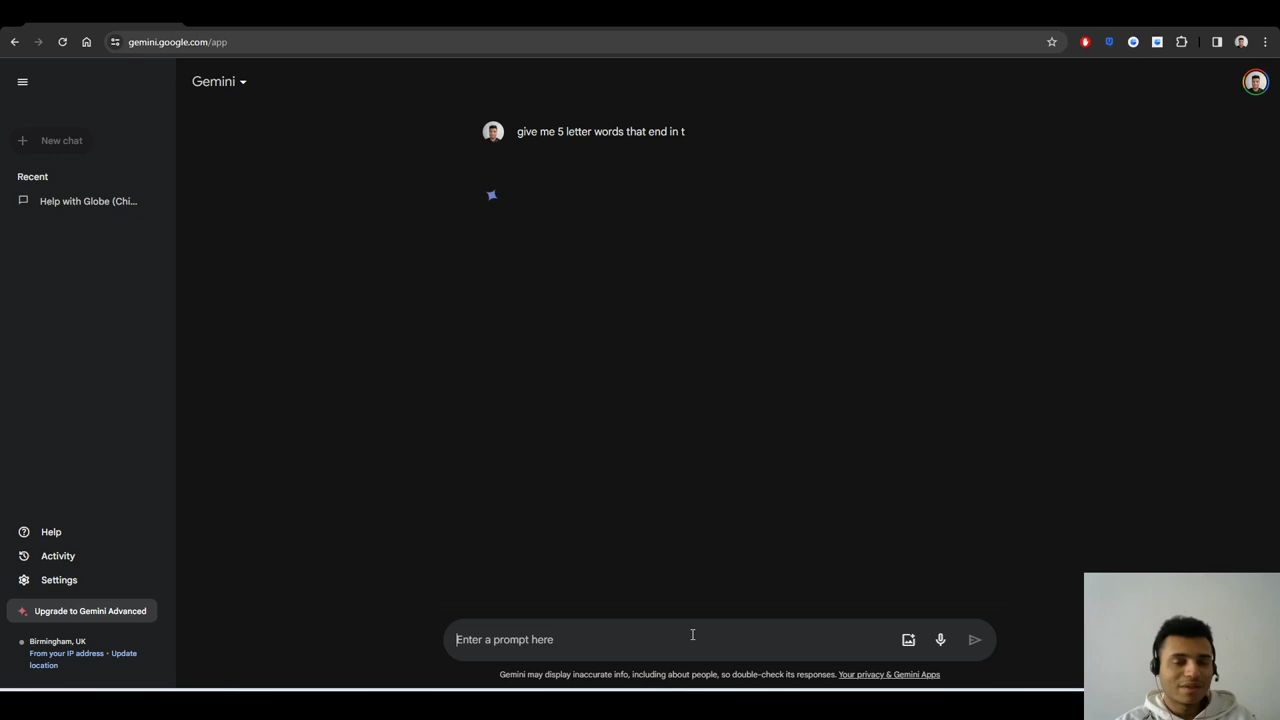 gemini.google.com/app
Gemini
New chat
Recent
Help with Globe (Chi...
give me 5 letter words that end in t
Help
Activity
Settings
Upgrade to Gemini Advanced
Birmingham, UK
From your IP address • Update
location
Enter a prompt here
Gemini may display inaccurate info, including about people, so double-check its responses. Your privacy & Gemini Apps